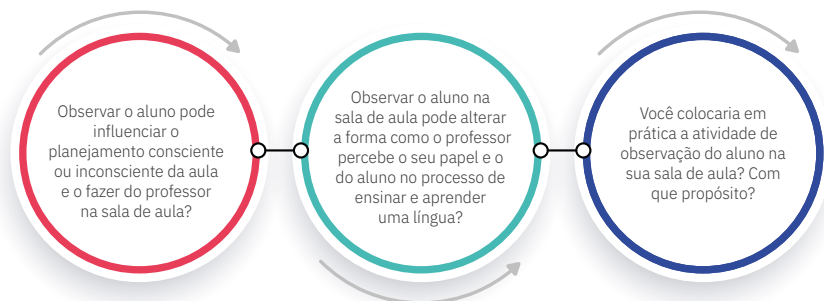 Observar o aluno pode
influenciar o
planejamento consciente
ou inconsciente da aula
e o fazer do professor
na sala de aula?
Observar o aluno na
sala de aula pode alterar
a forma como o professor
percebe o seu papel e o
do aluno no processo de
ensinar e aprender
uma língua?
Você colocaria em
prática a atividade de
observação do aluno na
sua sala de aula? Com
que propósito?